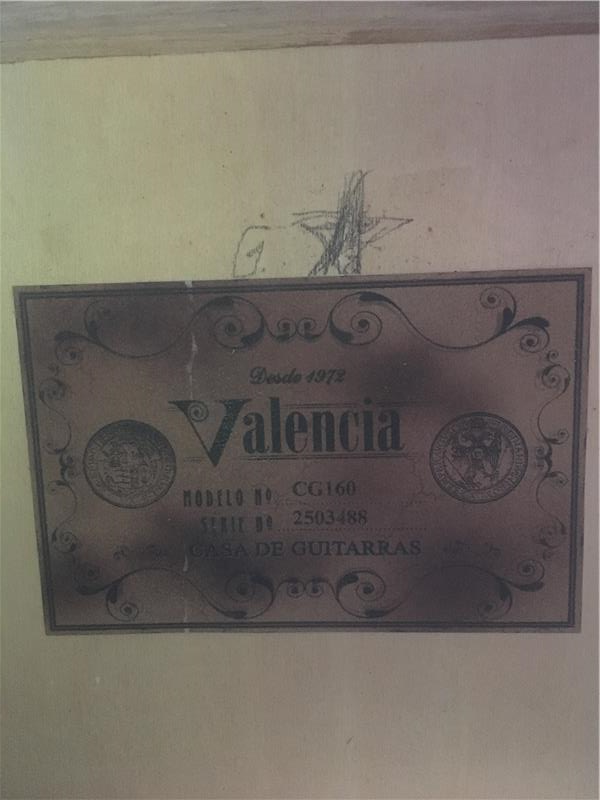 Desde 1972
Valencia
MODELO NO CG160
SERIE NO 2503488
CASA DE GUITARRAS